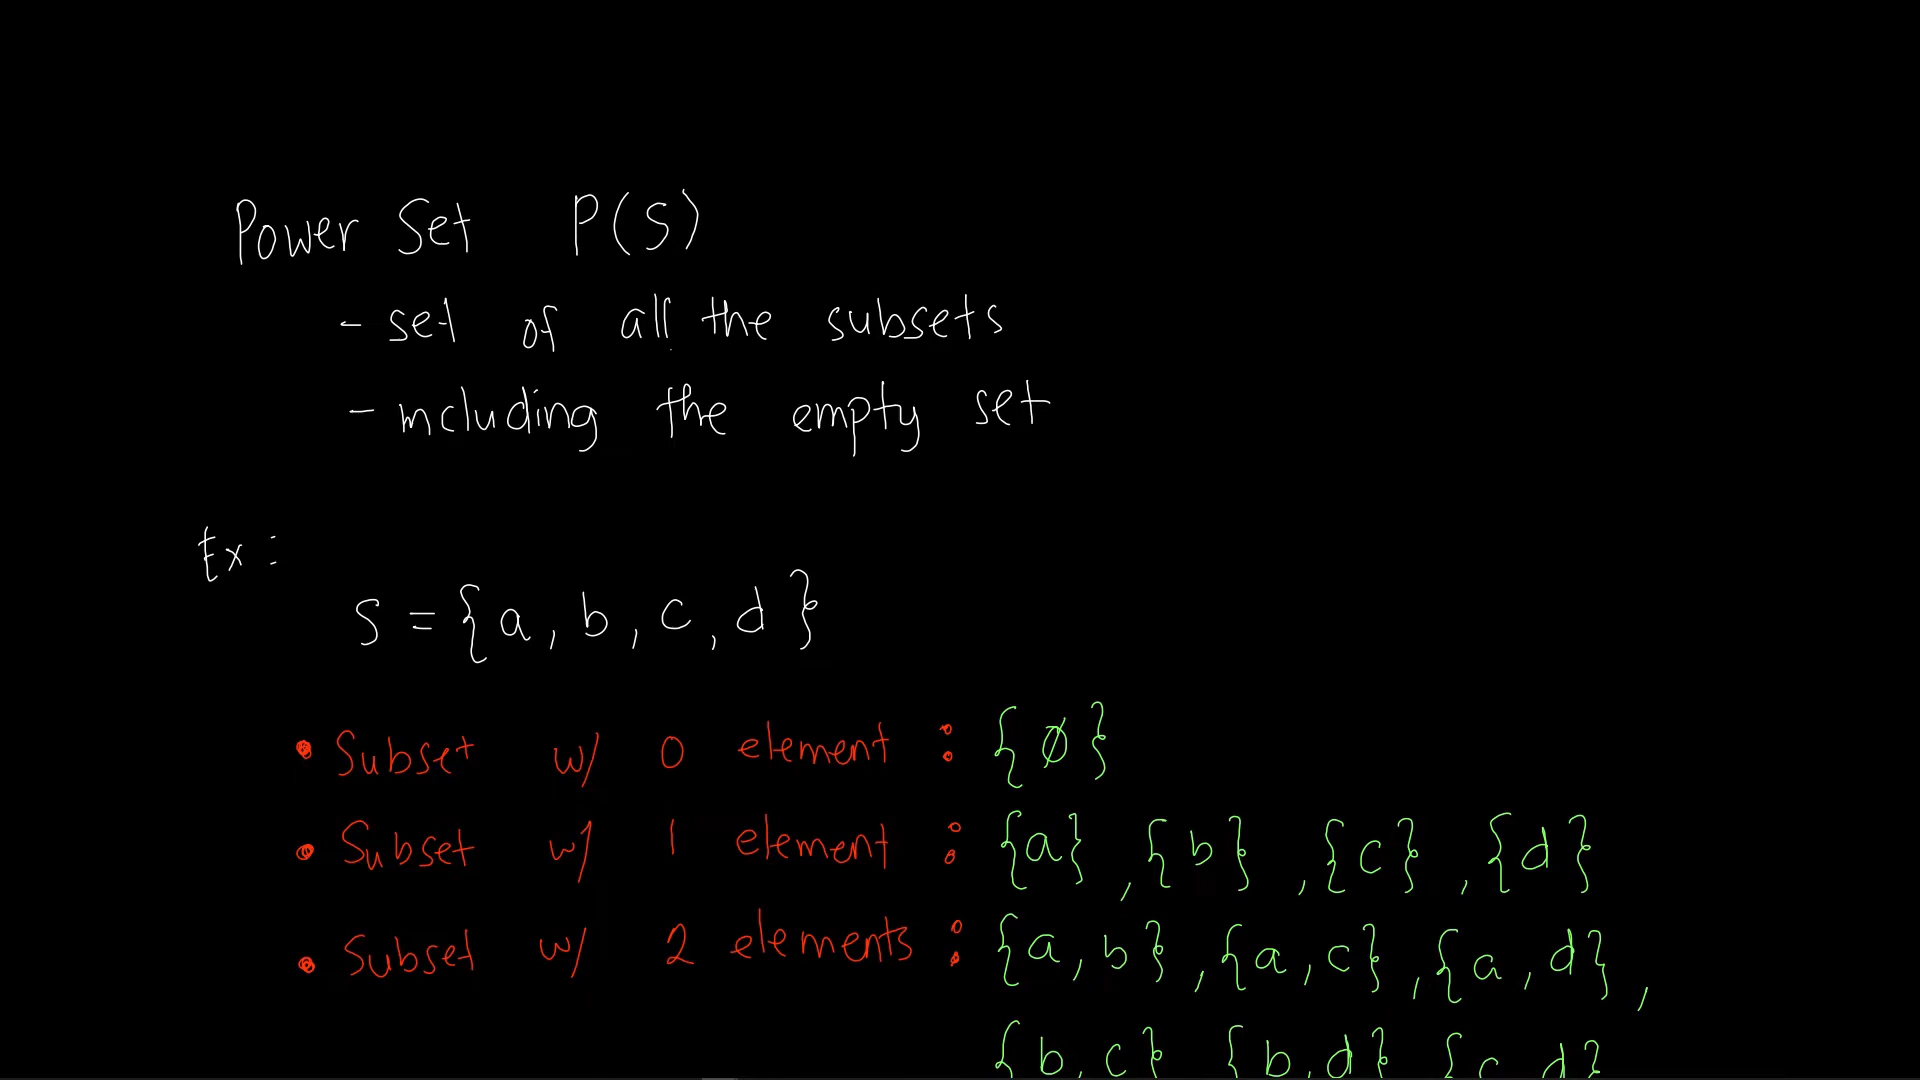 Power Set P(S)
- set of all the subsets
- including the empty set
Ex :
S = {a, b, c, d}
• Subset w/ 0 element : {∅}
• Subset w/ 1 element : {a}, {b}, {c}, {d}
• Subset w/ 2 elements : {a, b}, {a, c}, {a, d},
{b, c} {b, d} {c, d}